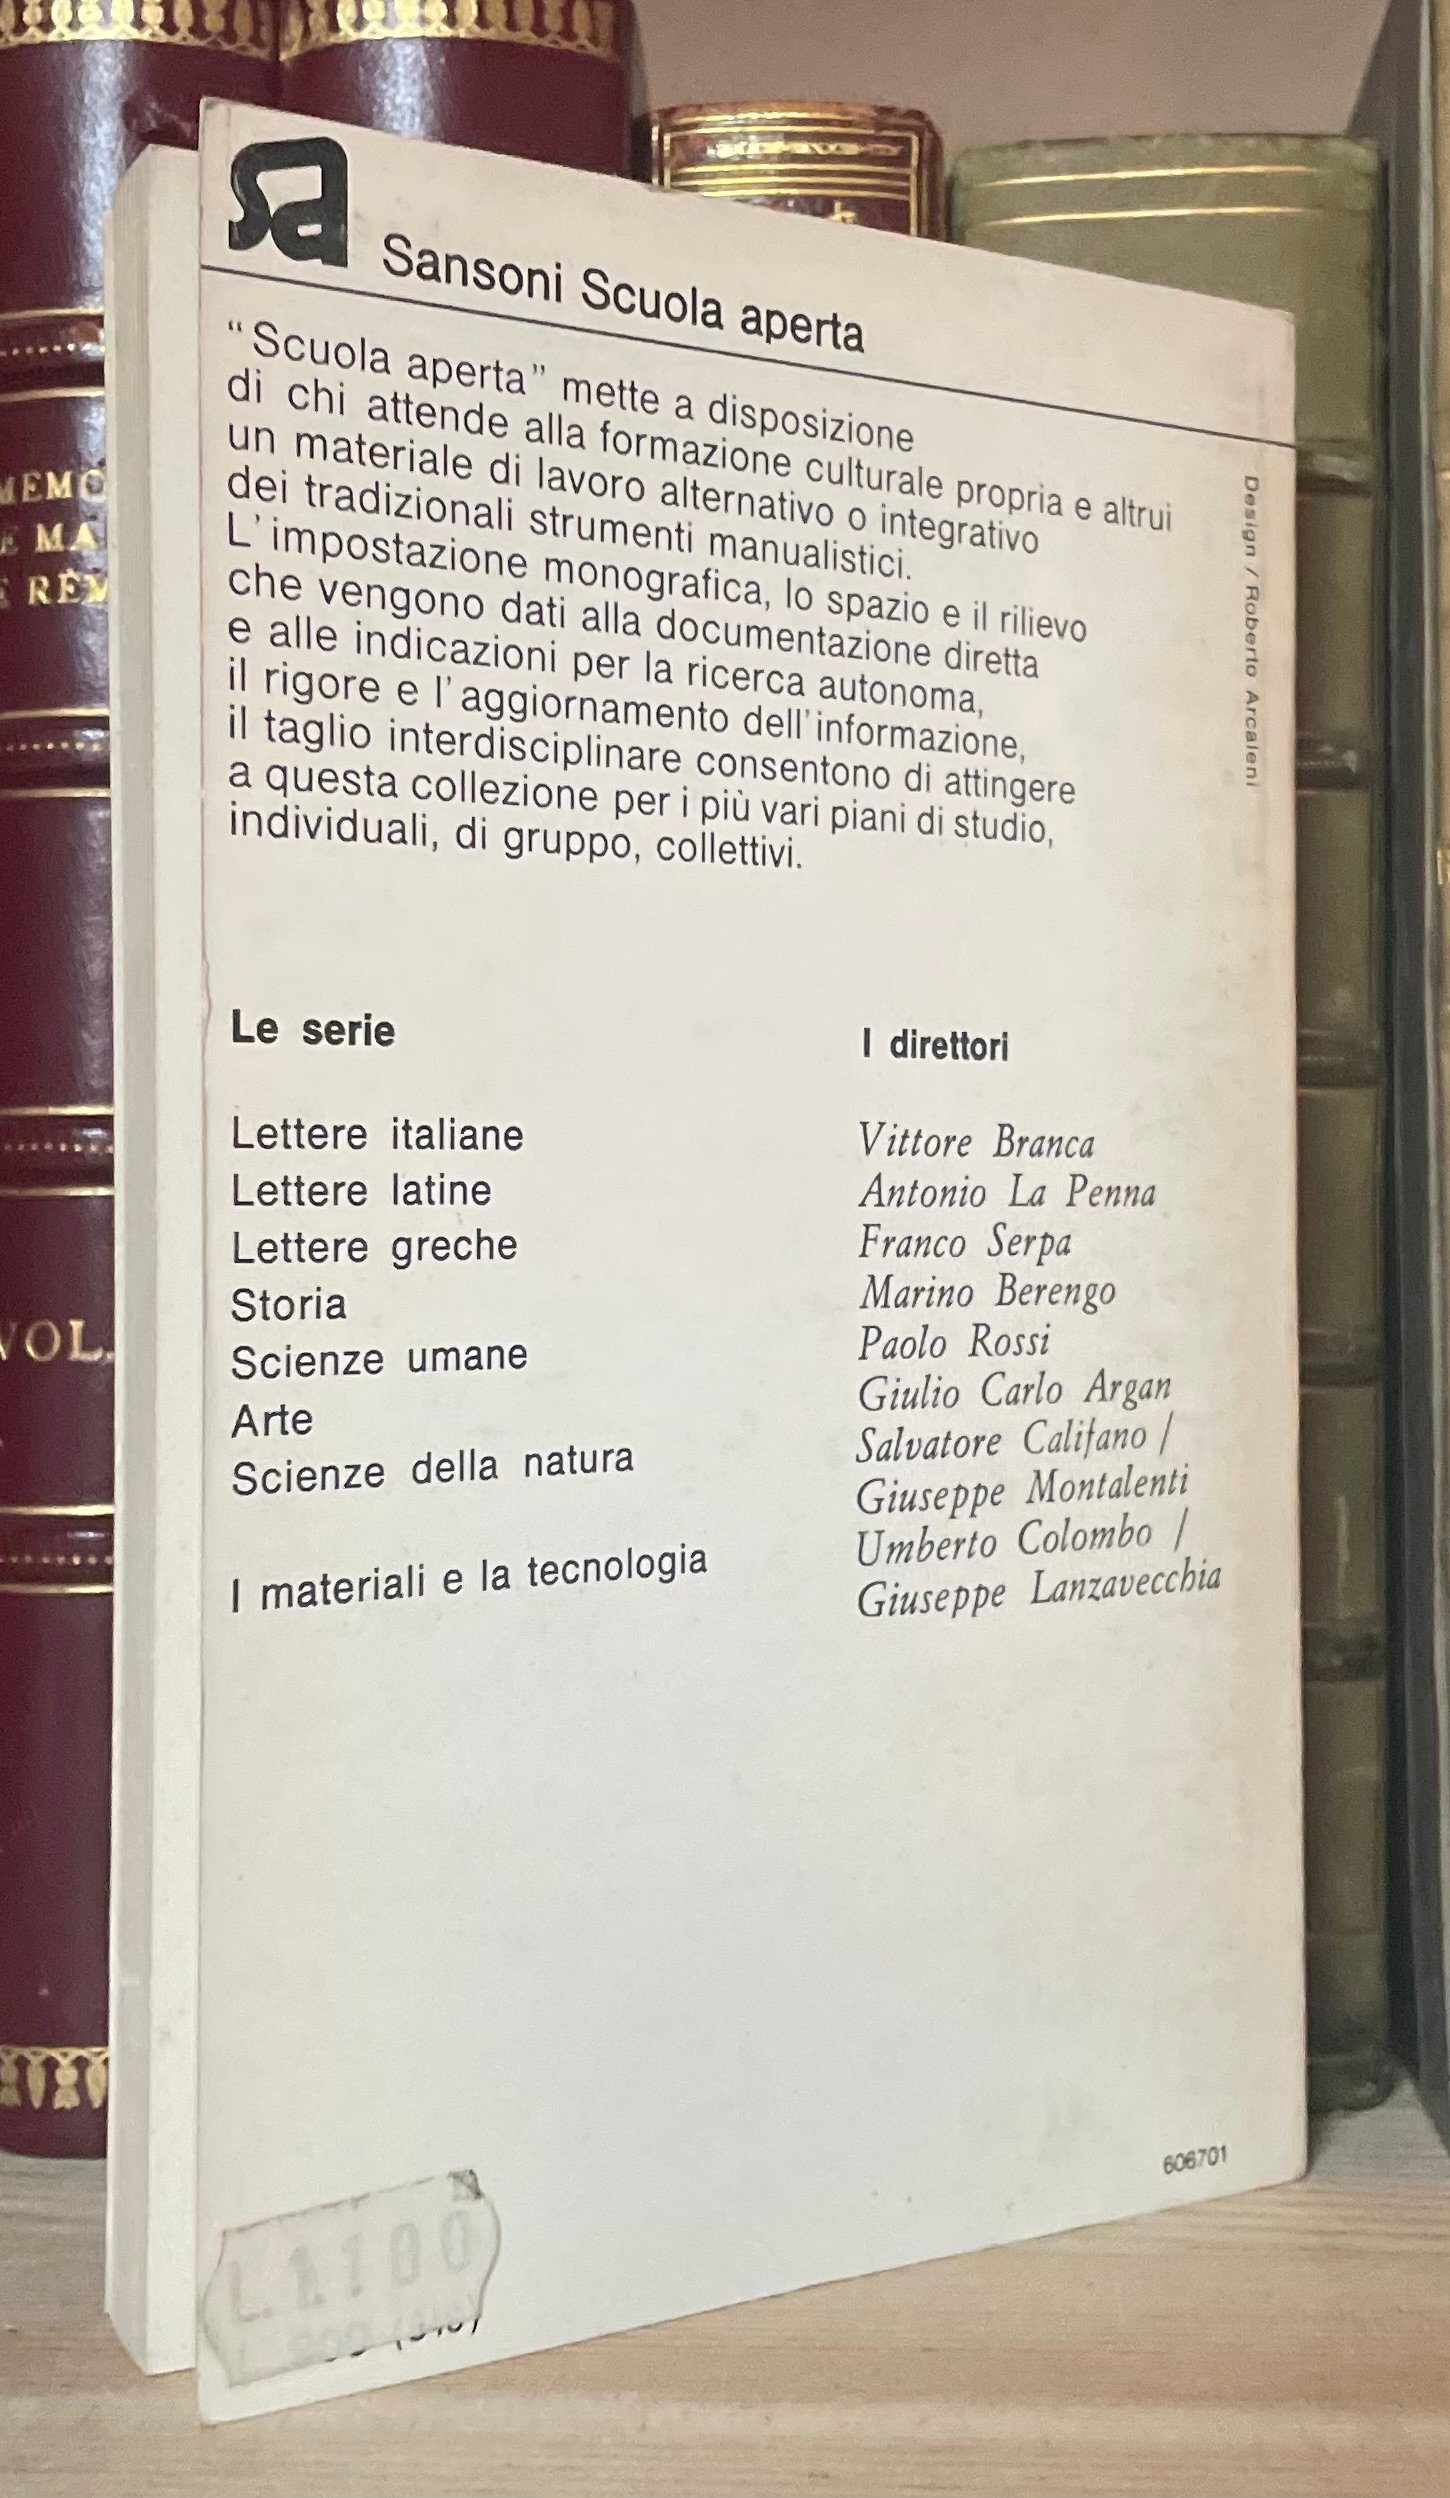 sa
Sansoni Scuola aperta
"Scuola aperta" mette a disposizione
di chi attende alla formazione culturale propria e altrui
un materiale di lavoro alternativo o integrativo
dei tradizionali strumenti manualistici.
L'impostazione monografica, lo spazio e il rilievo
che vengono dati alla documentazione diretta
e alle indicazioni per la ricerca autonoma,
il rigore e l'aggiornamento dell'informazione,
il taglio interdisciplinare consentono di attingere
a questa collezione per i più vari piani di studio,
individuali, di gruppo, collettivi.
Design / Roberto Arcaleni
Le serie
Lettere italiane
Lettere latine
Lettere greche
Storia
Scienze umane
Arte
Scienze della natura
I materiali e la tecnologia
I direttori
Vittore Branca
Antonio La Penna
Franco Serpa
Marino Berengo
Paolo Rossi
Giulio Carlo Argan
Salvatore Califano /
Giuseppe Montalenti
Umberto Colombo /
Giuseppe Lanzavecchia
606701
L. 1.100
MA
VOL.